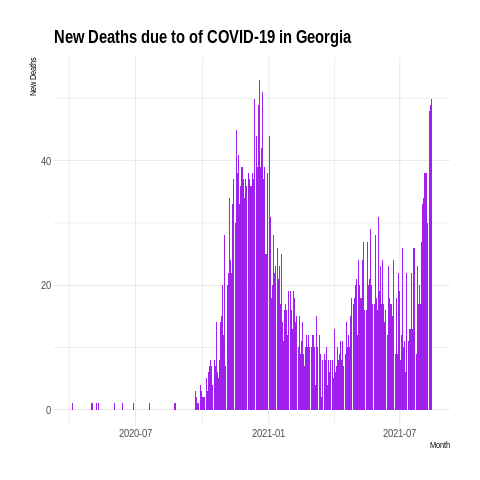 New Deaths due to of COVID-19 in Georgia
New Deaths
40
20
0
2020-07
2021-01
2021-07
Month